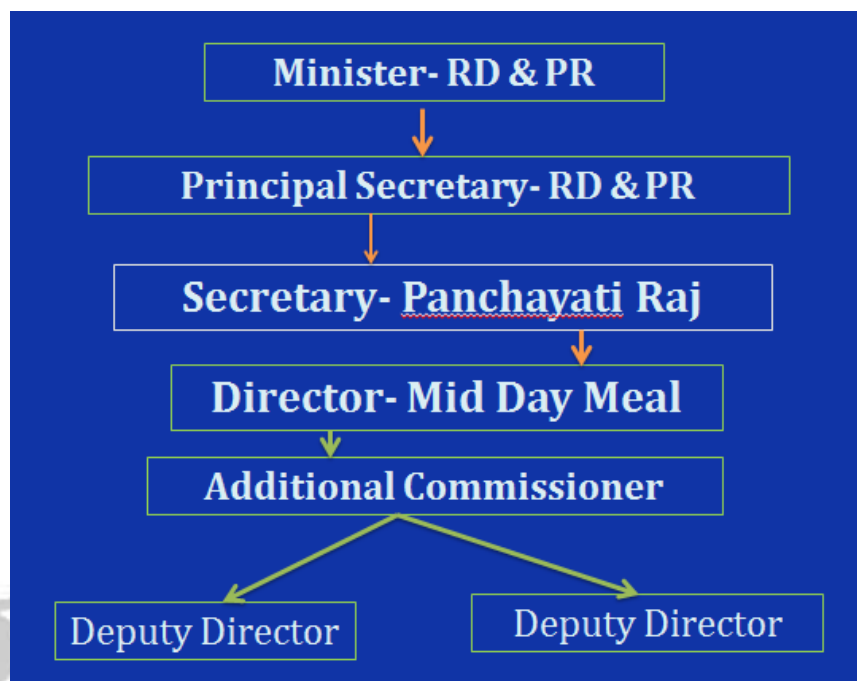 Minister- RD & PR
Principal Secretary- RD & PR
Secretary- Panchayati Raj
Director- Mid Day Meal
Additional Commissioner
Deputy Director
Deputy Director